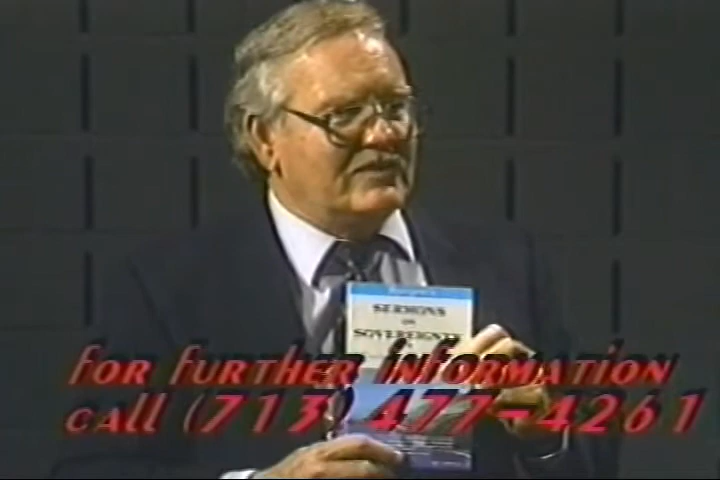 SERMONS
ON
SOVEREIGNTY
for further information
call (713) 477-4261